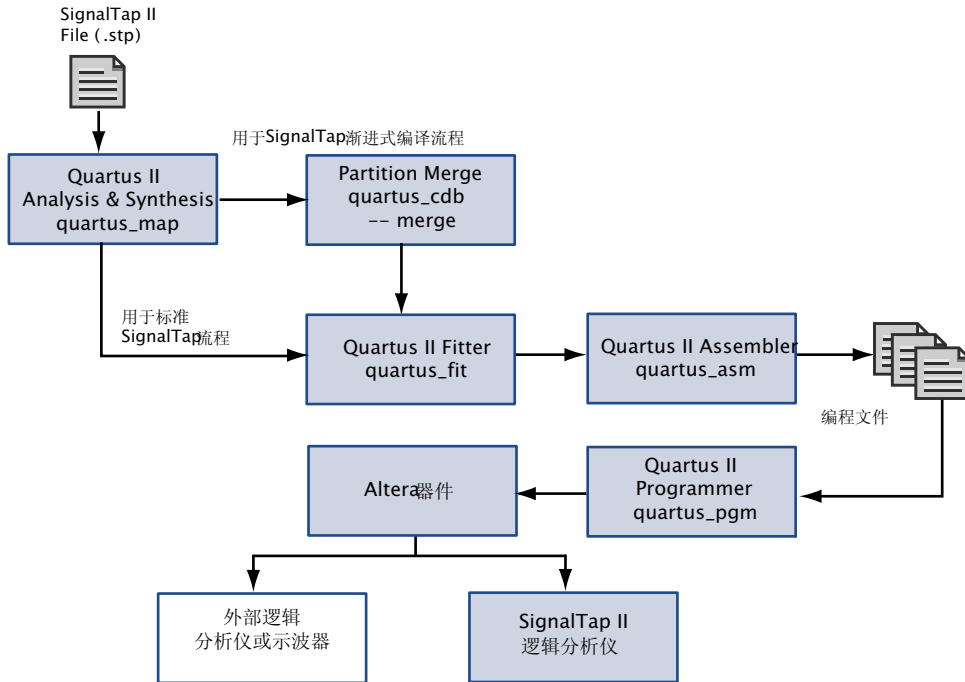 SignalTap II
File (.stp)
用于SignalTap渐进式编译流程
Quartus II
Analysis & Synthesis
quartus_map
Partition Merge
quartus_cdb
-- merge
用于标准
SignalTap流程
Quartus II Fitter
quartus_fit
Quartus II Assembler
quartus_asm
编程文件
Altera器件
Quartus II
Programmer
quartus_pgm
外部逻辑
分析仪或示波器
SignalTap II
逻辑分析仪